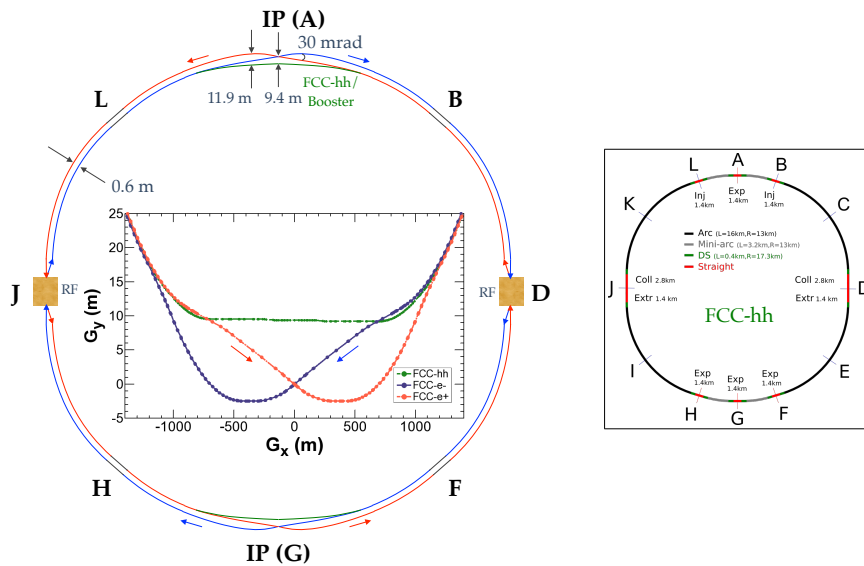 IP (A)
30 mrad
L
11.9 m
9.4 m
FCC-hh/
Booster
B
0.6 m
25
20
15
10
5
0
-5
G_y (m)
-1000
-500
0
500
1000
G_x (m)
FCC-hh
FCC-e-
FCC-e+
J
RF
RF
D
H
F
IP (G)
L
A
B
Inj
1.4km
Exp
1.4km
Inj
1.4km
K
C
Arc (L=16km,R=13km)
Mini-arc (L=3.2km,R=13km)
DS (L=0.4km,R=17.3km)
Straight
J
Coll 2.8km
Extr 1.4 km
Coll 2.8km
Extr 1.4 km
D
FCC-hh
I
E
Exp
1.4km
Exp
1.4km
Exp
1.4km
H
G
F